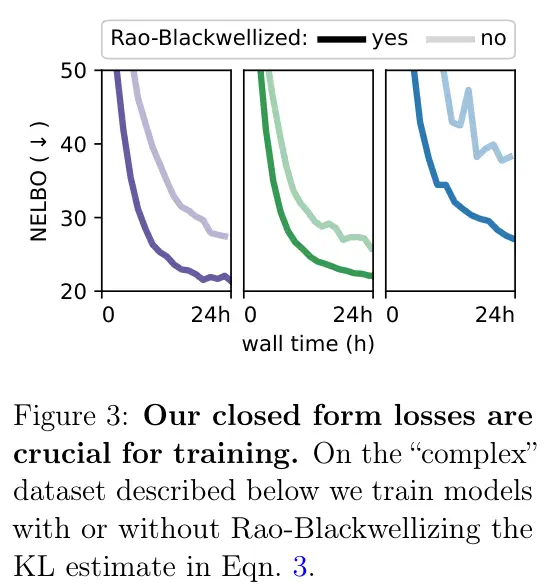 Rao-Blackwellized: yes no
50
40
30
20
NELBO (↓)
0 24h 0 24h 0 24h
wall time (h)
Figure 3: Our closed form losses are
crucial for training. On the “complex”
dataset described below we train models
with or without Rao-Blackwellizing the
KL estimate in Eqn. 3.